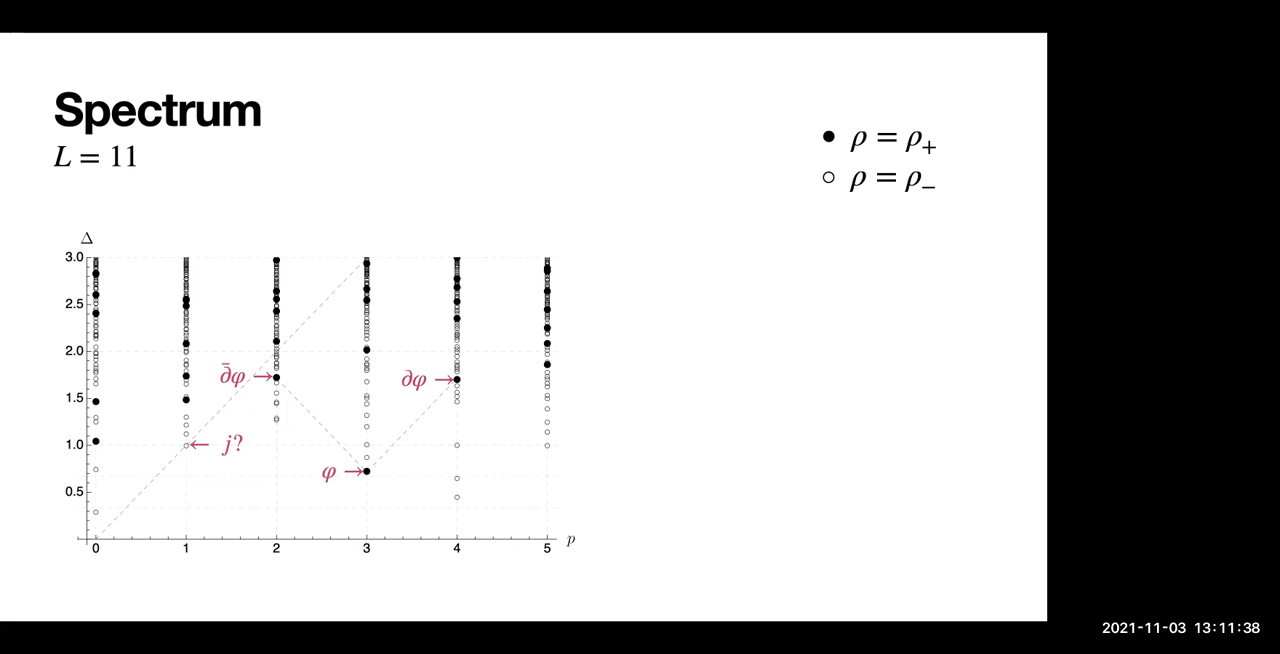 Spectrum
L = 11
● ρ = ρ₊
○ ρ = ρ₋
Δ
3.0
2.5
2.0
1.5
1.0
0.5
∂̄φ →
∂φ →
← j?
φ →
0 1 2 3 4 5 p
2021-11-03 13:11:38